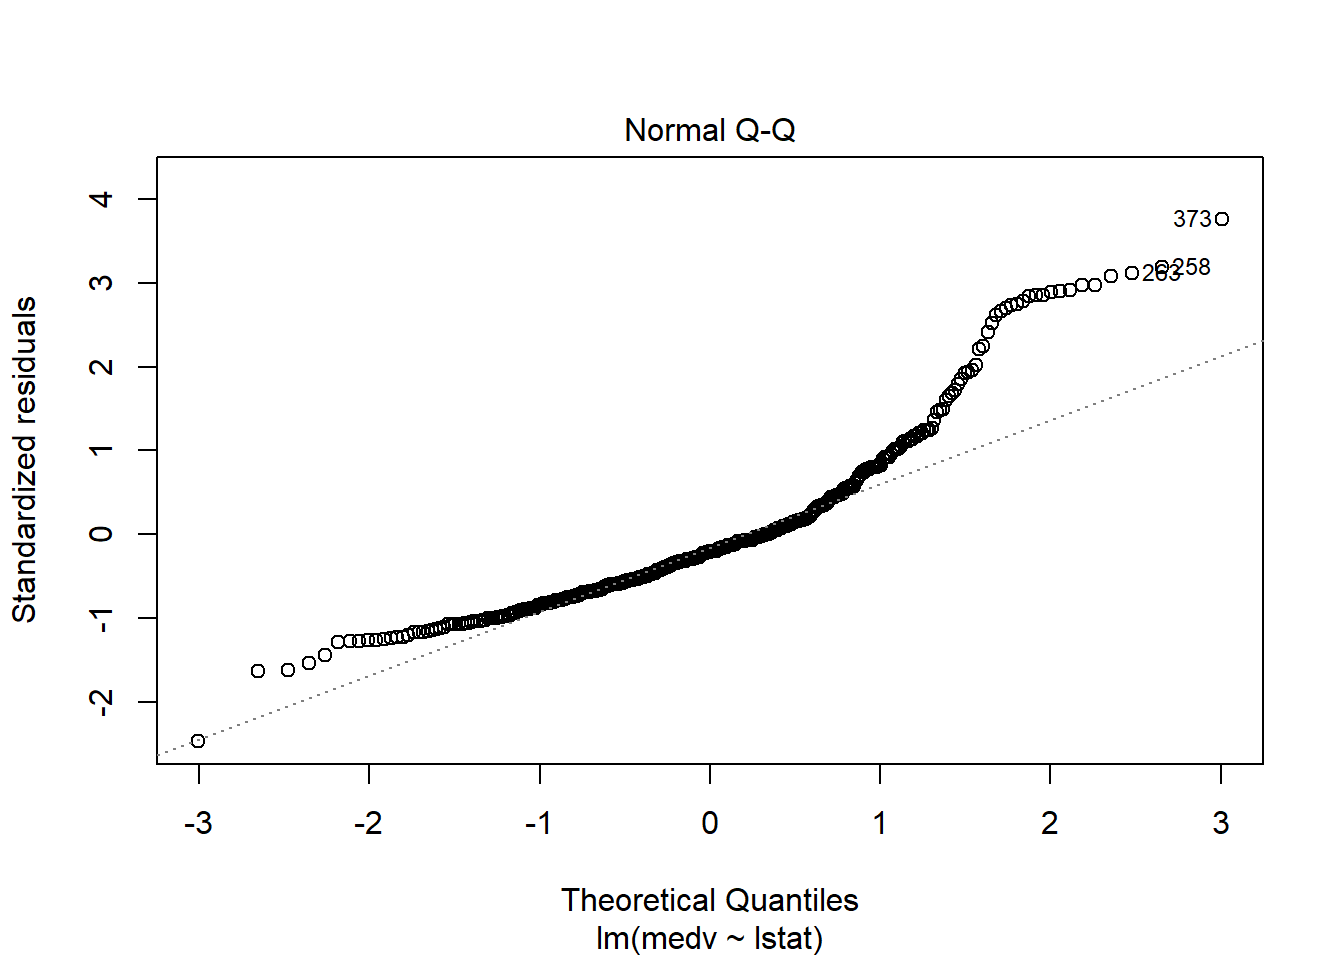 Normal Q-Q
Standardized residuals
4
3
2
1
0
-1
-2
373
263
258
-3 -2 -1 0 1 2 3
Theoretical Quantiles
lm(medv ~ lstat)